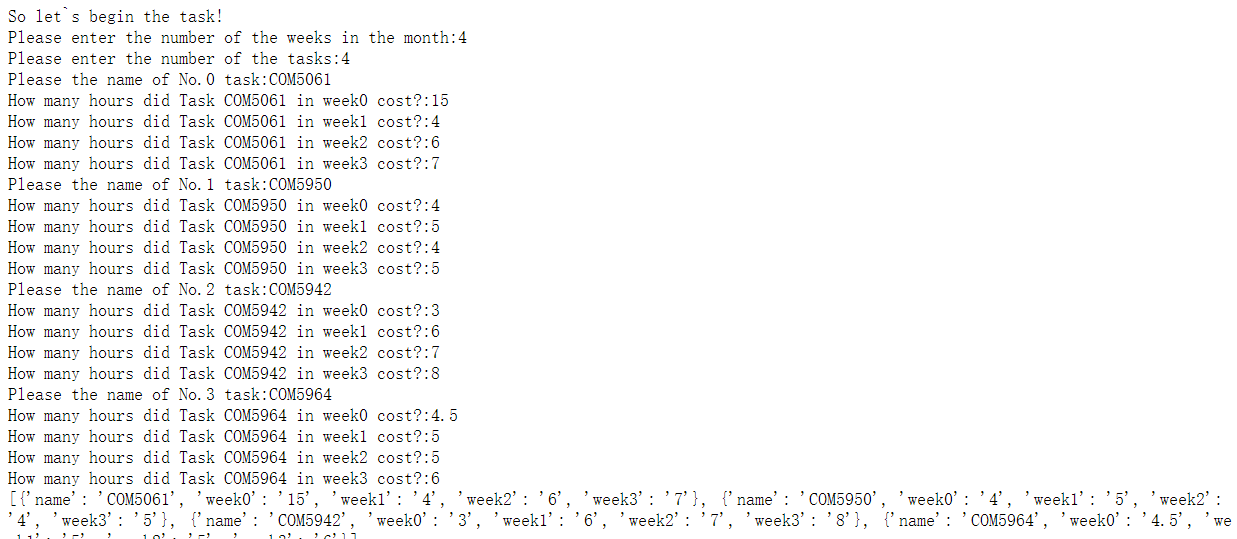 So let`s begin the task!
Please enter the number of the weeks in the month:4
Please enter the number of the tasks:4
Please the name of No.0 task:COM5061
How many hours did Task COM5061 in week0 cost?:15
How many hours did Task COM5061 in week1 cost?:4
How many hours did Task COM5061 in week2 cost?:6
How many hours did Task COM5061 in week3 cost?:7
Please the name of No.1 task:COM5950
How many hours did Task COM5950 in week0 cost?:4
How many hours did Task COM5950 in week1 cost?:5
How many hours did Task COM5950 in week2 cost?:4
How many hours did Task COM5950 in week3 cost?:5
Please the name of No.2 task:COM5942
How many hours did Task COM5942 in week0 cost?:3
How many hours did Task COM5942 in week1 cost?:6
How many hours did Task COM5942 in week2 cost?:7
How many hours did Task COM5942 in week3 cost?:8
Please the name of No.3 task:COM5964
How many hours did Task COM5964 in week0 cost?:4.5
How many hours did Task COM5964 in week1 cost?:5
How many hours did Task COM5964 in week2 cost?:5
How many hours did Task COM5964 in week3 cost?:6
[{'name': 'COM5061', 'week0': '15', 'week1': '4', 'week2': '6', 'week3': '7'}, {'name': 'COM5950', 'week0': '4', 'week1': '5', 'week2':
'4', 'week3': '5'}, {'name': 'COM5942', 'week0': '3', 'week1': '6', 'week2': '7', 'week3': '8'}, {'name': 'COM5964', 'week0': '4.5', 'we